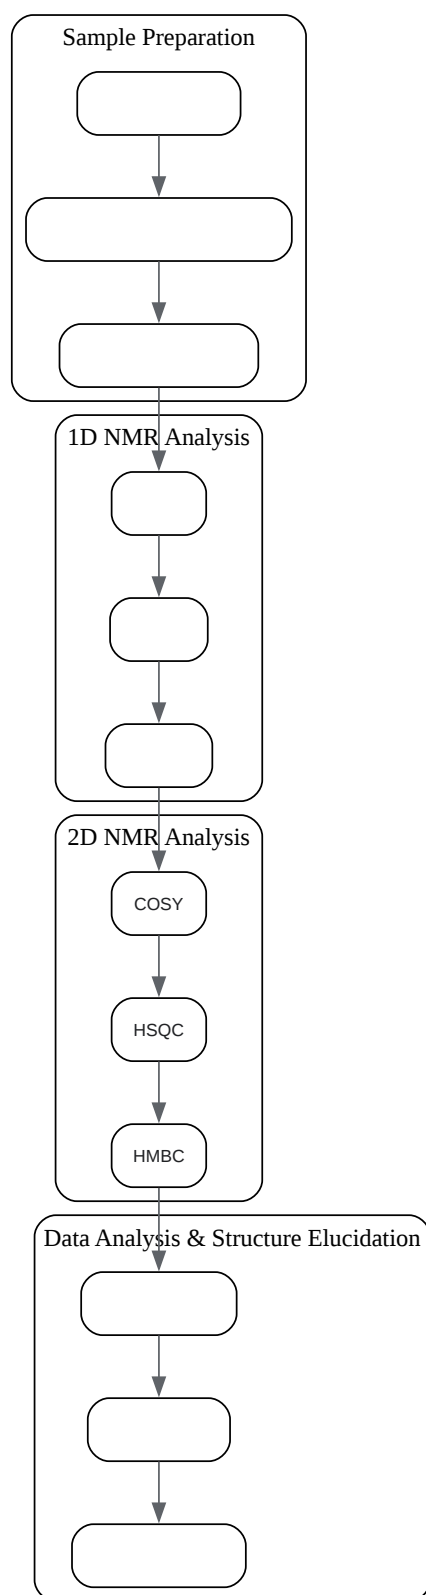 Sample Preparation
1D NMR Analysis
2D NMR Analysis
COSY
HSQC
HMBC
Data Analysis & Structure Elucidation